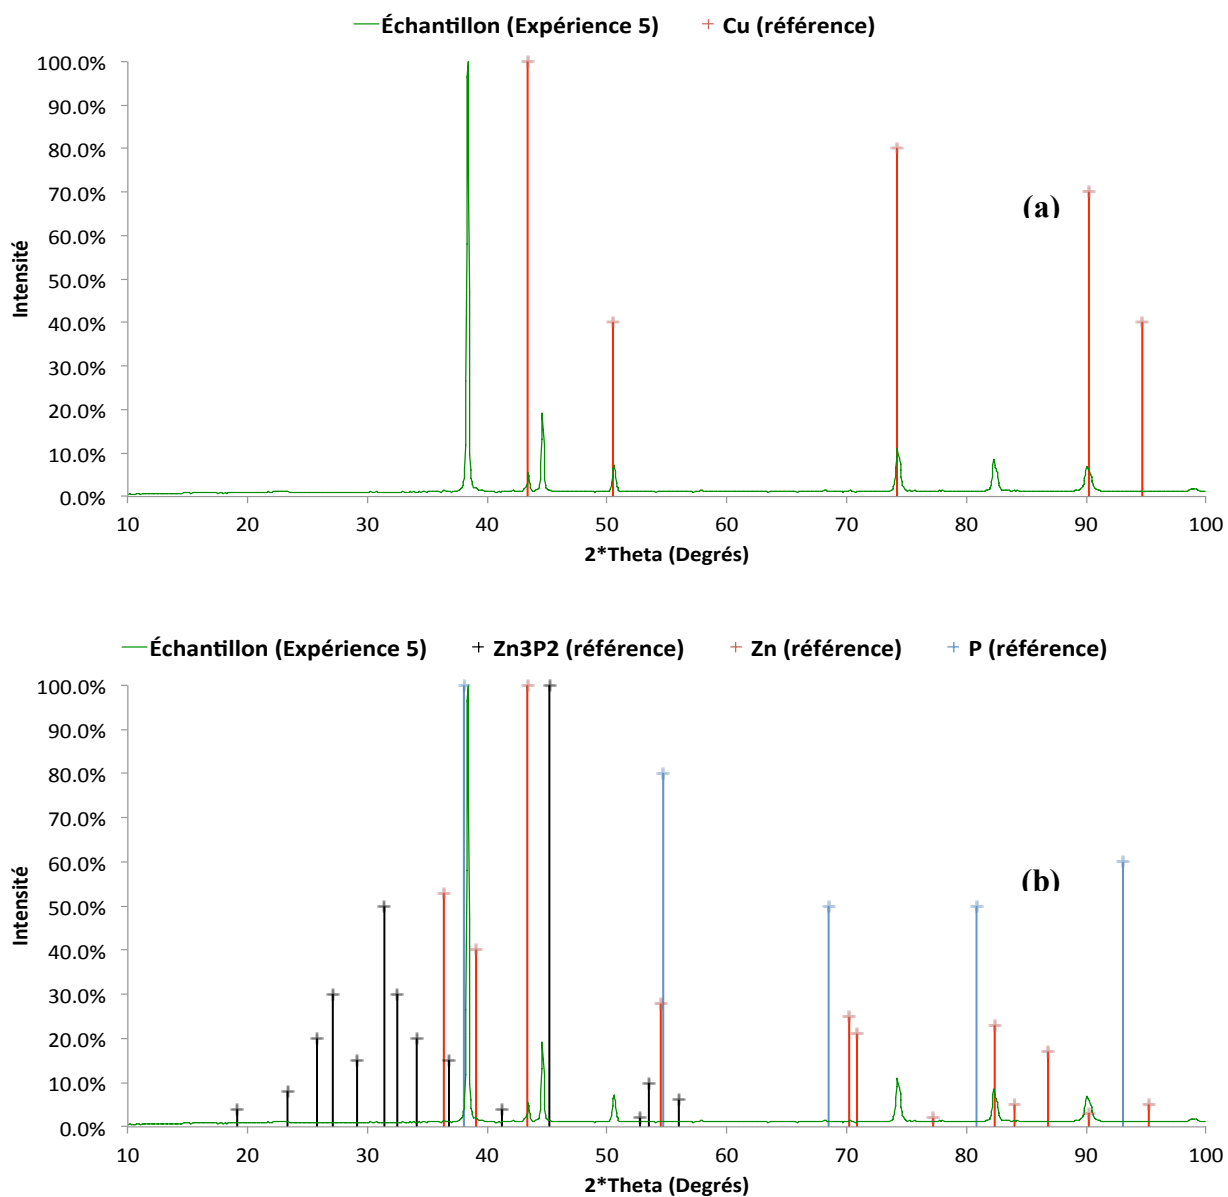 Échantillon (Expérience 5) Cu (référence)
100.0%
90.0%
80.0%
70.0%
(a)
60.0%
50.0%
40.0%
30.0%
20.0%
10.0%
0.0%
Intensité
10 20 30 40 50 60 70 80 90 100
2*Theta (Degrés)
Échantillon (Expérience 5) Zn3P2 (référence) Zn (référence) P (référence)
100.0%
90.0%
80.0%
70.0%
60.0%
(b)
50.0%
40.0%
30.0%
20.0%
10.0%
0.0%
Intensité
10 20 30 40 50 60 70 80 90 100
2*Theta (Degrés)